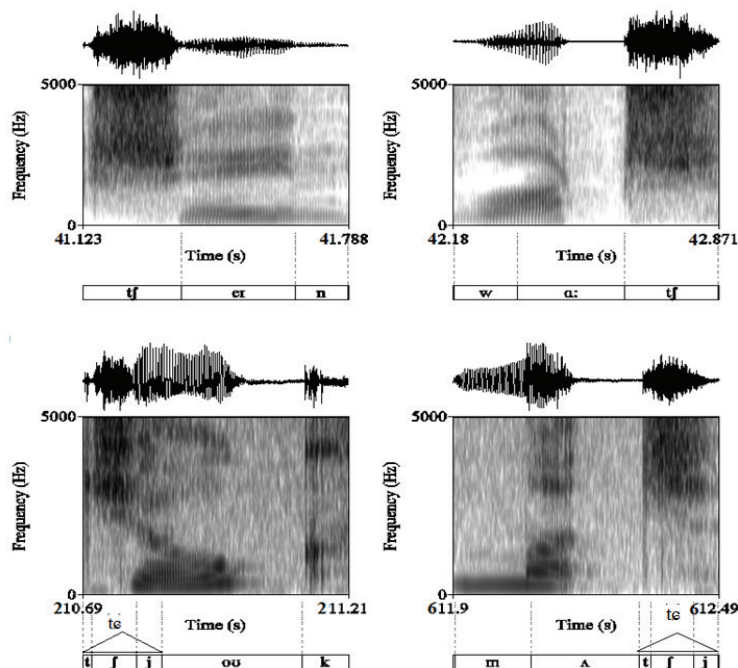 5000
Frequency (Hz)
0
41.123
41.788
Time (s)
tʃ eɪ n
5000
Frequency (Hz)
0
42.18
42.871
Time (s)
w ɑː tʃ
5000
Frequency (Hz)
0
210.69
211.21
Time (s)
tɕ
t ʃ j oʊ k
5000
Frequency (Hz)
0
611.9
612.49
Time (s)
tɕ
m ʌ t ʃ j